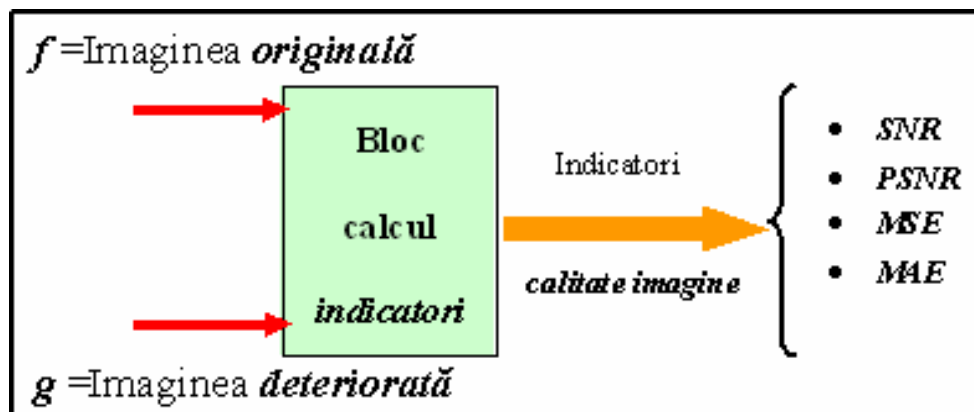 f =Imaginea originală
Bloc
calcul
indicatori
g =Imaginea deteriorată
Indicatori
calitate imagine
• SNR
• PSNR
• MSE
• MAE